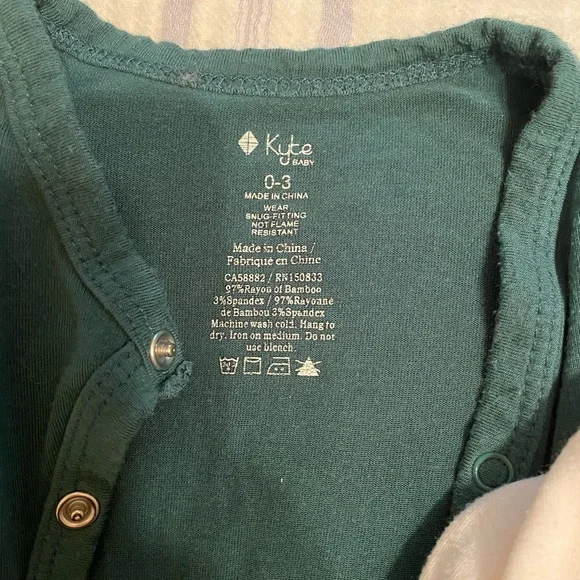 Kyte
BABY
0-3
MADE IN CHINA
WEAR
SNUG-FITTING
NOT FLAME
RESISTANT
Made in China /
Fabriqué en Chine
CA58882 / RN150833
97%Rayon of Bamboo
3%Spandex / 97%Rayonne
de Bambou 3%Spandex
Machine wash cold. Hang to
dry. Iron on medium. Do not
use bleach.